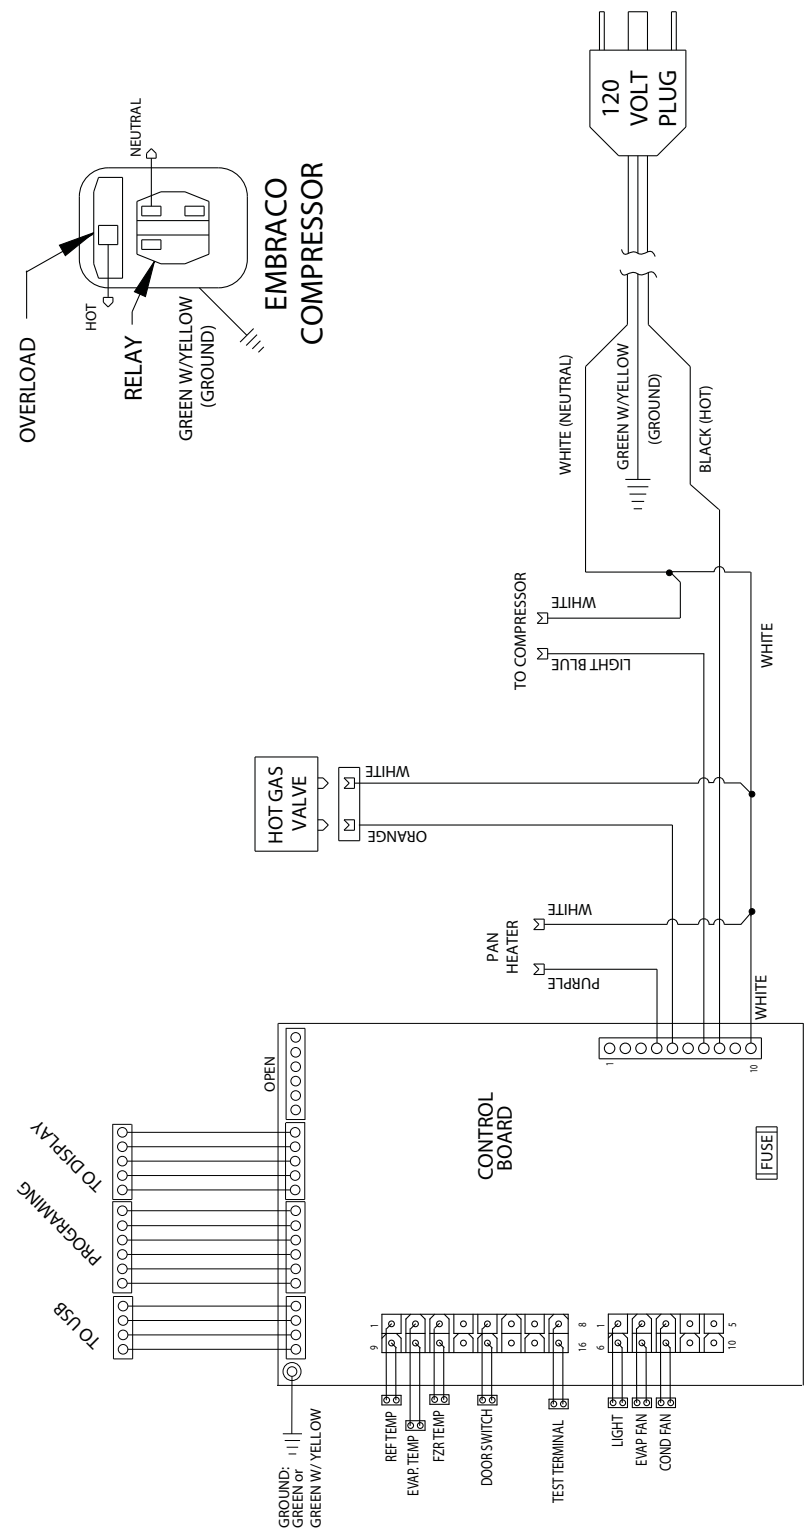 120
VOLT
PLUG
NEUTRAL
OVERLOAD
HOT
RELAY
GREEN W/YELLOW
(GROUND)
EMBRACO
COMPRESSOR
WHITE (NEUTRAL)
GREEN W/YELLOW
(GROUND)
BLACK (HOT)
TO COMPRESSOR
WHITE
LIGHT BLUE
WHITE
HOT GAS
VALVE
WHITE
ORANGE
PAN
HEATER
WHITE
PURPLE
WHITE
OPEN
1
10
CONTROL
BOARD
FUSE
TO DISPLAY
PROGRAMING
TO USB
1
8
9
16
1
5
6
10
REF TEMP
EVAP. TEMP
FZR TEMP
DOOR SWITCH
TEST TERMINAL
LIGHT
EVAP FAN
COND FAN
GROUND:
GREEN or
GREEN W/ YELLOW